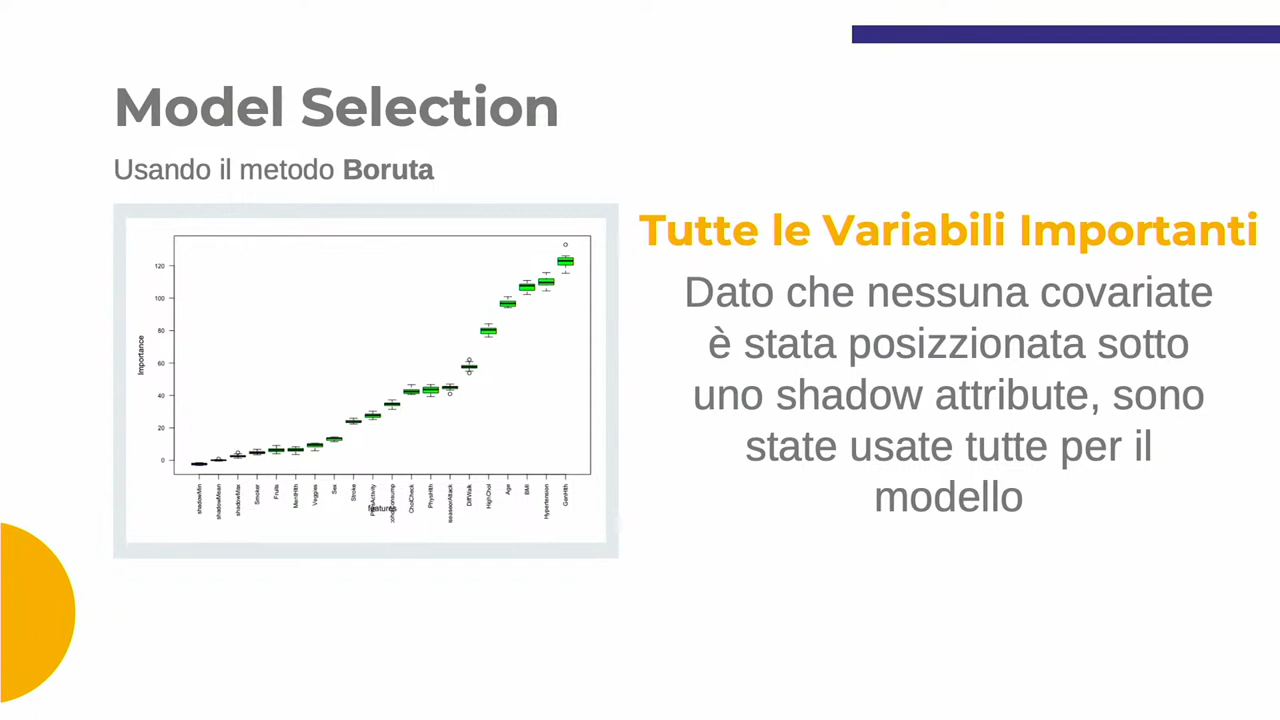 Model Selection
Usando il metodo Boruta
Tutte le Variabili Importanti
Dato che nessuna covariate
è stata posizzionata sotto
uno shadow attribute, sono
state usate tutte per il
modello
Importance
120
100
80
60
40
20
0
shadowMin
shadowMean
shadowMax
Smoker
Fruits
MentHlth
Veggies
Sex
Stroke
CholCheck
PhysHlth
DiffWalk
HighChol
Age
BMI
Hypertension
GenHlth
features